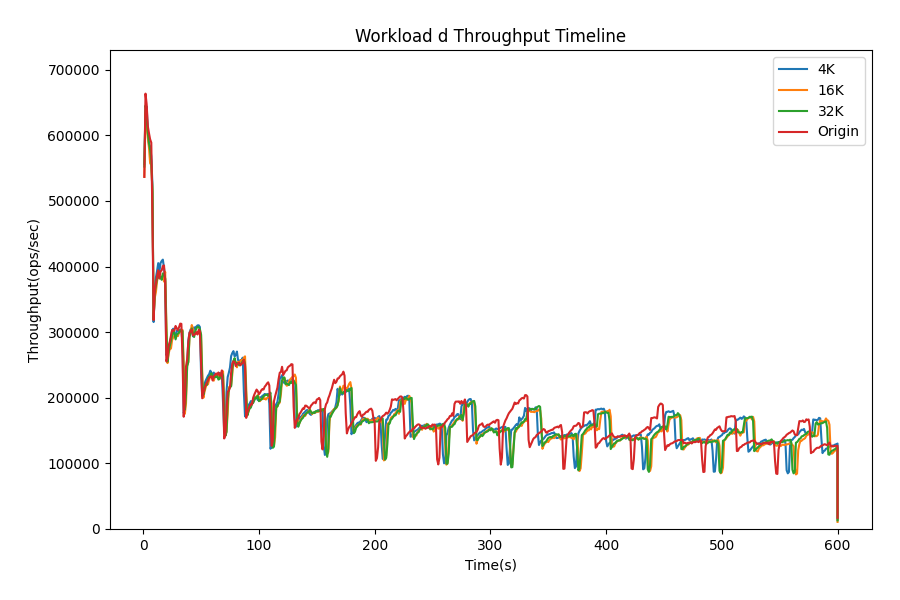 Workload d Throughput Timeline
700000
600000
500000
400000
300000
200000
100000
0
Throughput(ops/sec)
4K
16K
32K
Origin
0 100 200 300 400 500 600
Time(s)